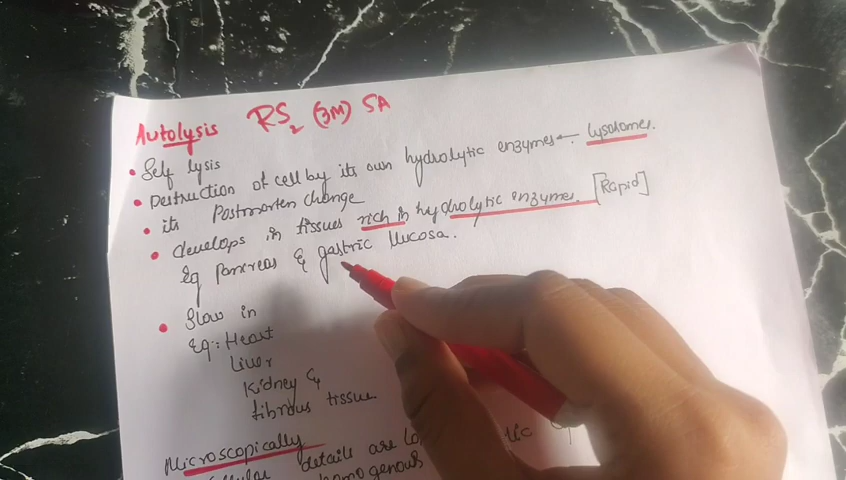 Autolysis RS2 (3M) SA
• Self lysis
• Destruction of cell by its own hydrolytic enzymes ← : Lysosomes.
• its Postmorten change
• develops in tissues rich in hydrolytic enzyme. [Rapid]
Eg Pancreas & gastric Mucosa.
• Slow in
Eg:- Heart
Liver
Kidney &
fibrous tissue
Microscopically
details are
homogenous